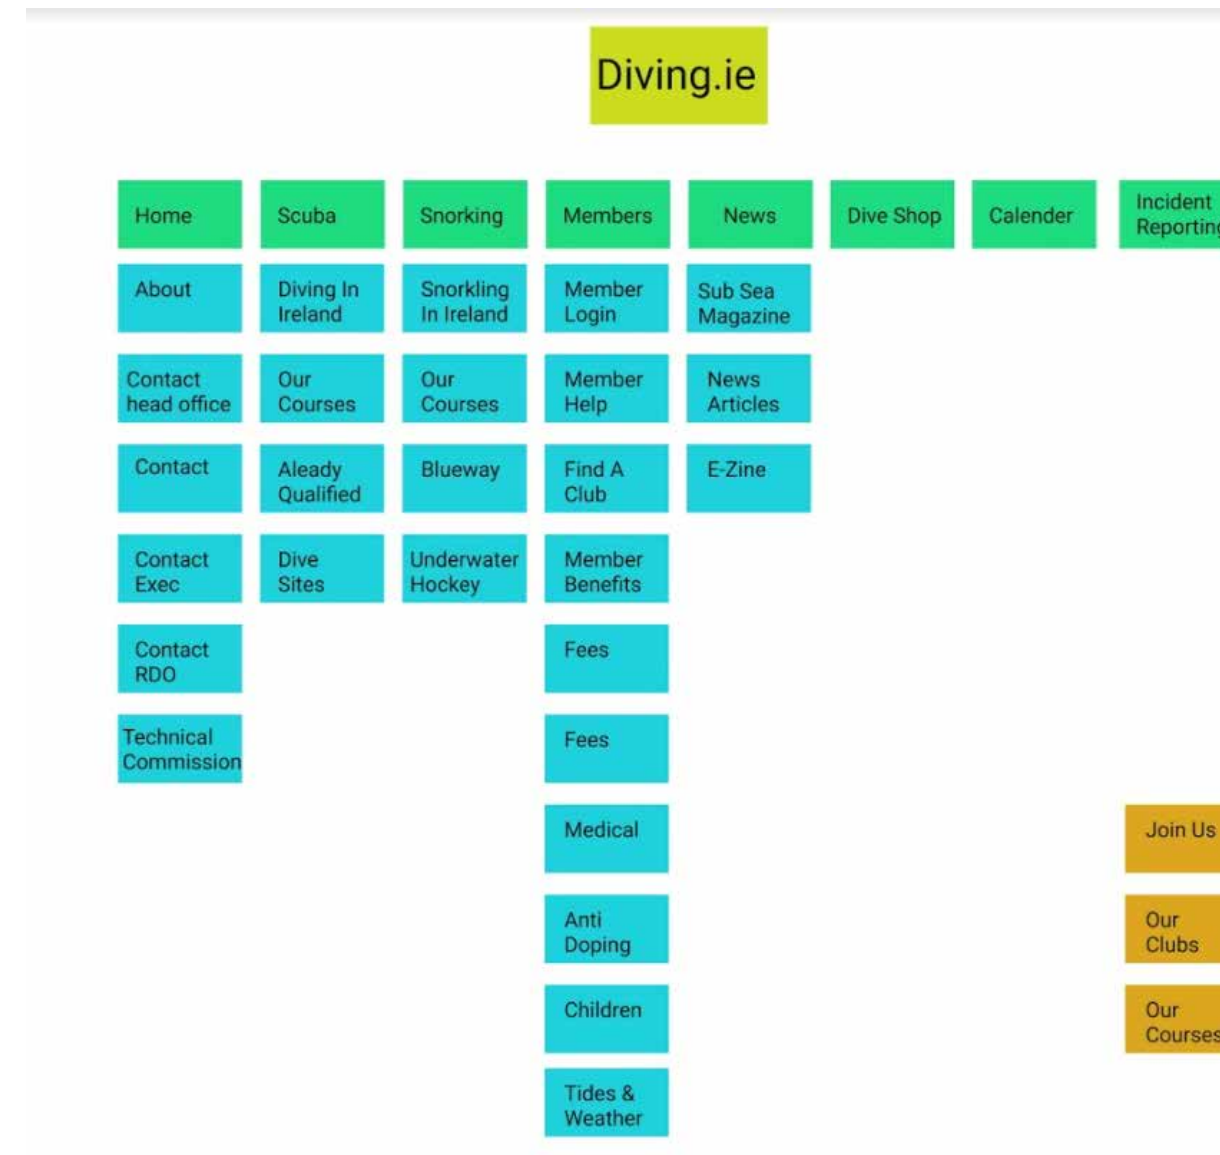 Diving.ie
Home
Scuba
Snorking
Members
News
Dive Shop
Calender
Incident
Reporting
About
Diving In
Ireland
Snorkling
In Ireland
Member
Login
Sub Sea
Magazine
Contact
head office
Our
Courses
Our
Courses
Member
Help
News
Articles
Contact
Aleady
Qualified
Blueway
Find A
Club
E-Zine
Contact
Exec
Dive
Sites
Underwater
Hockey
Member
Benefits
Contact
RDO
Fees
Technical
Commission
Fees
Medical
Join Us
Anti
Doping
Our
Clubs
Children
Our
Courses
Tides &
Weather